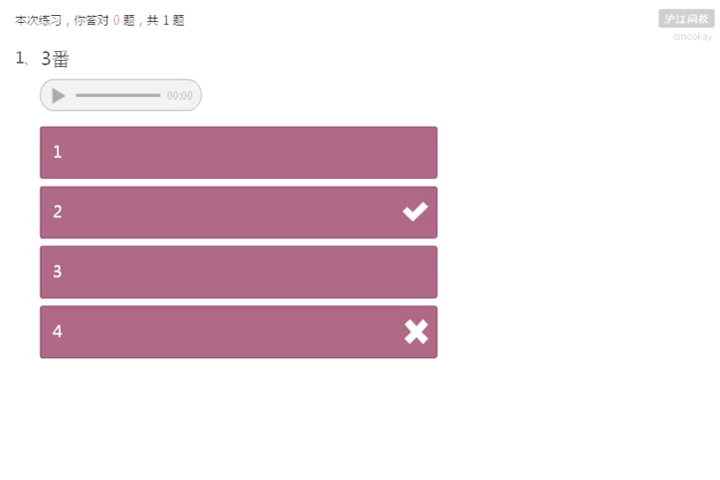 本次练习，你答对 0 题，共 1 题
沪江网校
cincokay
1、3番
00:00
1
2
3
4